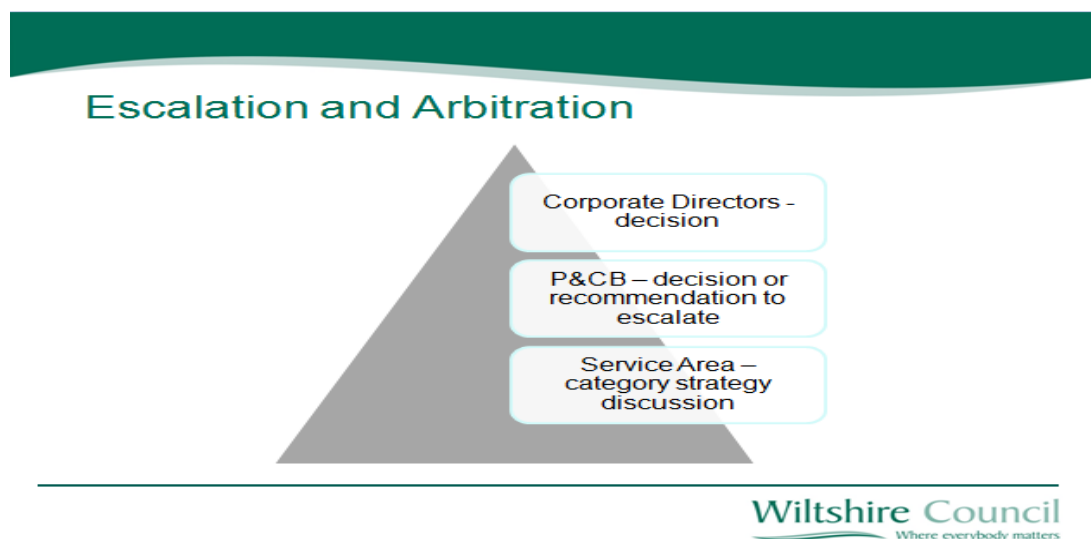 Escalation and Arbitration
Corporate Directors -
decision
P&CB – decision or
recommendation to
escalate
Service Area –
category strategy
discussion
Wiltshire Council
Where everybody matters